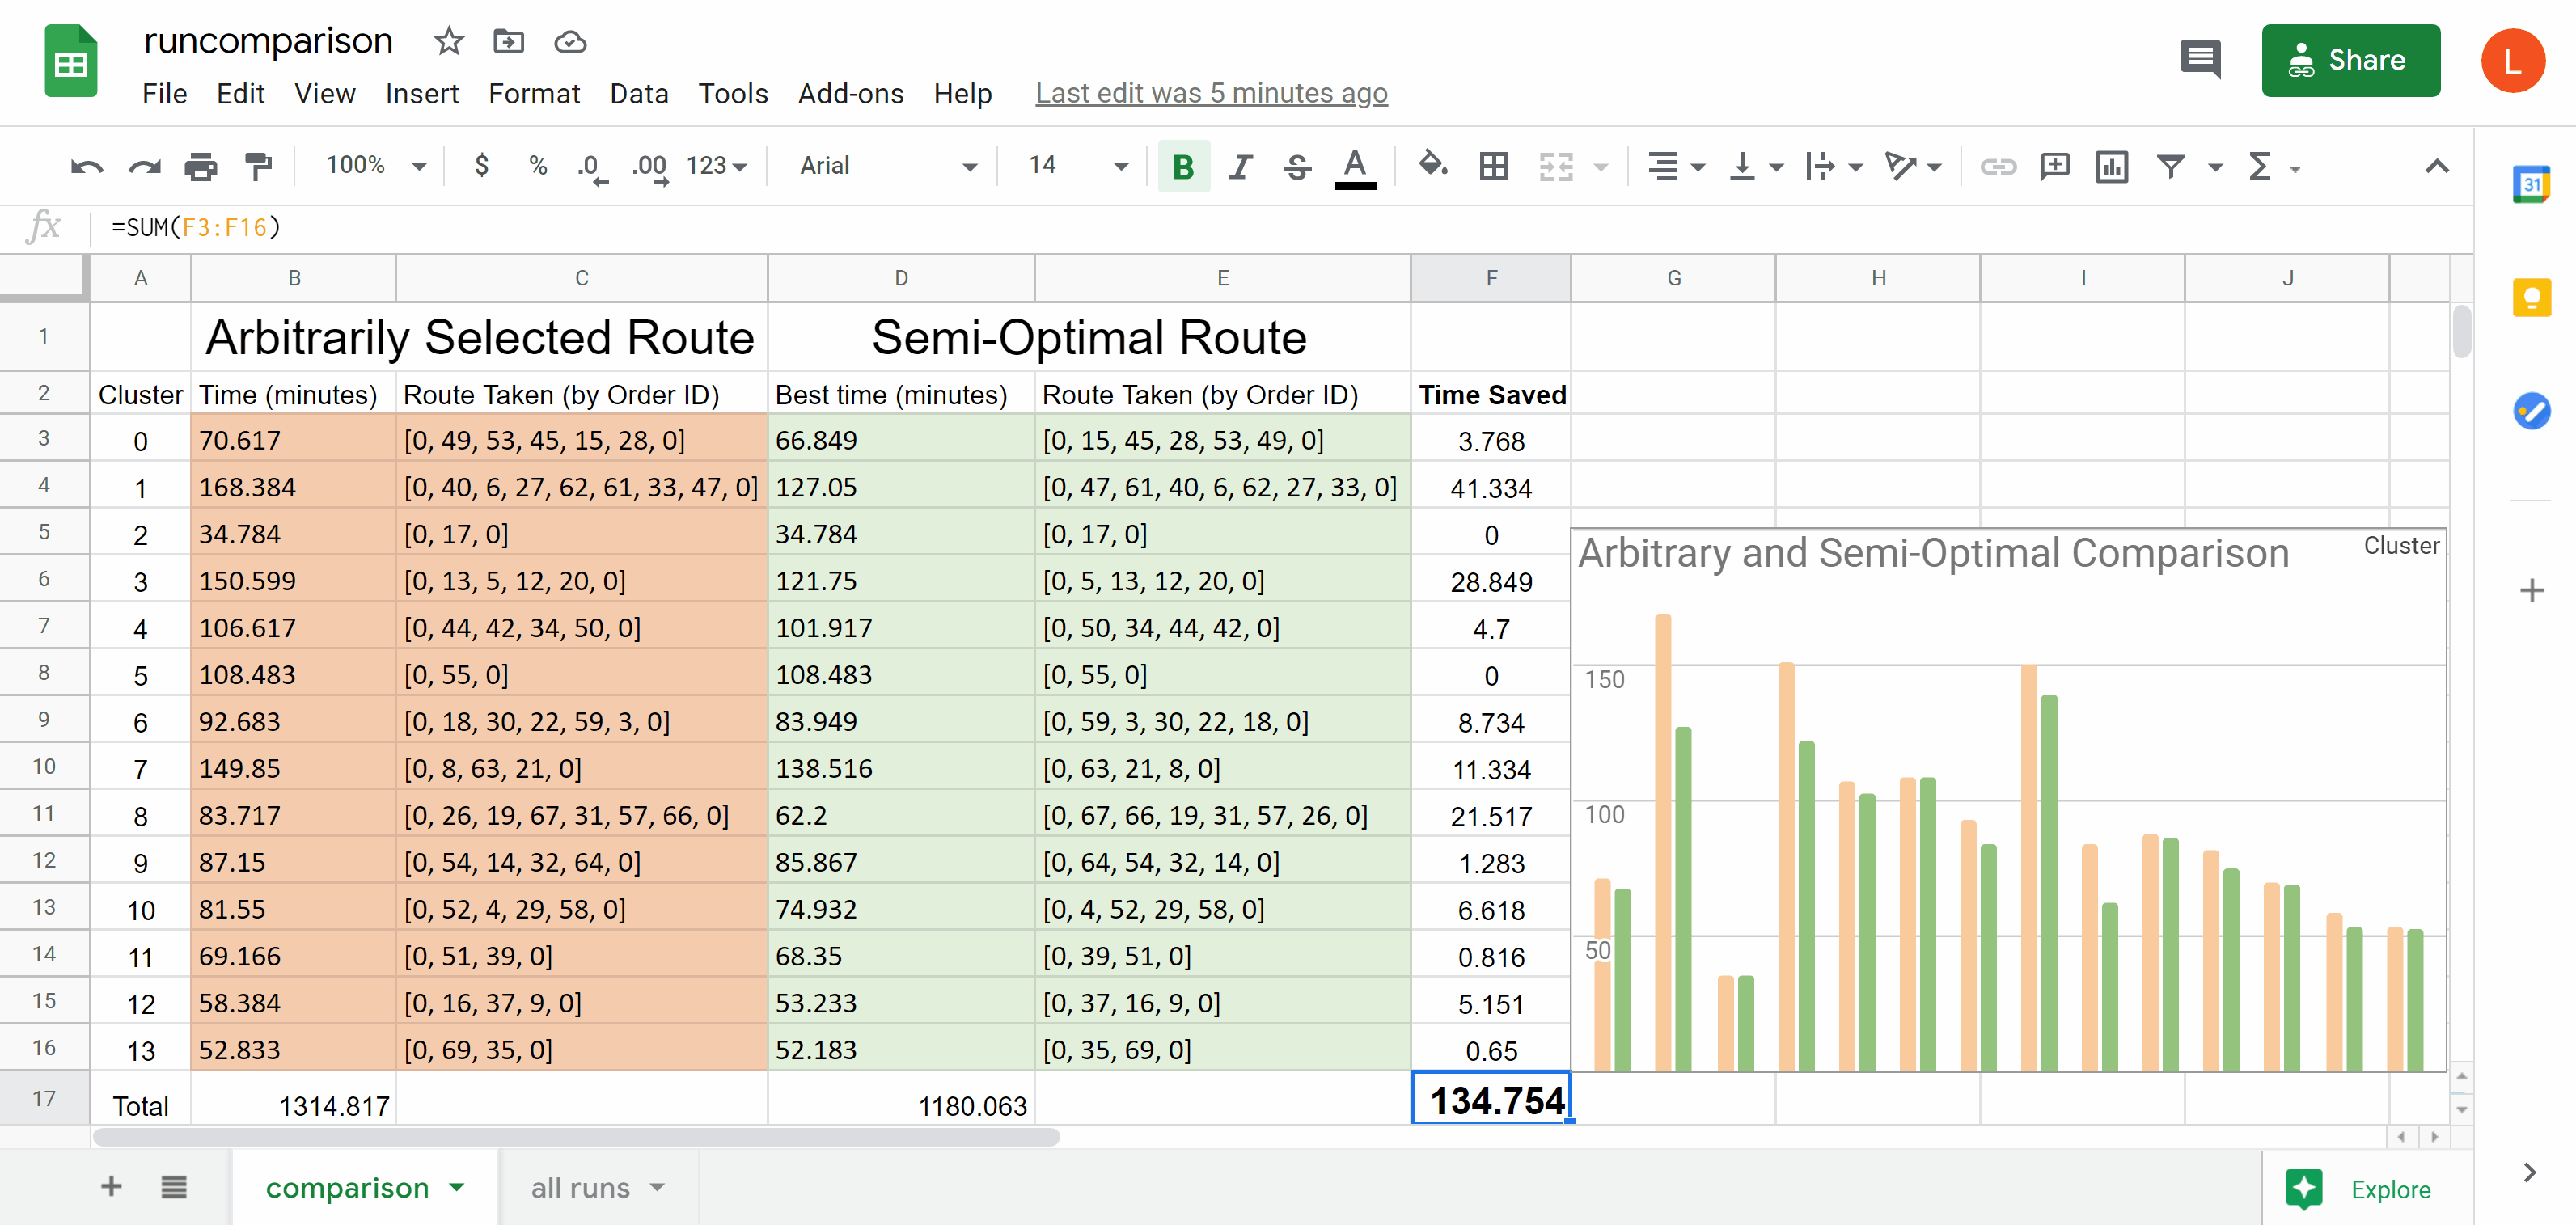 runcomparison
File Edit View Insert Format Data Tools Add-ons Help Last edit was 5 minutes ago
Share L
100% $ % .0 .00 123 Arial 14 B I S A Σ
31
fx =SUM(F3:F16)
A B C D E F G H I J
1 Arbitrarily Selected Route Semi-Optimal Route
2 Cluster Time (minutes) Route Taken (by Order ID) Best time (minutes) Route Taken (by Order ID) Time Saved
3 0 70.617 [0, 49, 53, 45, 15, 28, 0] 66.849 [0, 15, 45, 28, 53, 49, 0] 3.768
4 1 168.384 [0, 40, 6, 27, 62, 61, 33, 47, 0] 127.05 [0, 47, 61, 40, 6, 62, 27, 33, 0] 41.334
5 2 34.784 [0, 17, 0] 34.784 [0, 17, 0] 0
6 3 150.599 [0, 13, 5, 12, 20, 0] 121.75 [0, 5, 13, 12, 20, 0] 28.849
7 4 106.617 [0, 44, 42, 34, 50, 0] 101.917 [0, 50, 34, 44, 42, 0] 4.7
8 5 108.483 [0, 55, 0] 108.483 [0, 55, 0] 0
9 6 92.683 [0, 18, 30, 22, 59, 3, 0] 83.949 [0, 59, 3, 30, 22, 18, 0] 8.734
10 7 149.85 [0, 8, 63, 21, 0] 138.516 [0, 63, 21, 8, 0] 11.334
11 8 83.717 [0, 26, 19, 67, 31, 57, 66, 0] 62.2 [0, 67, 66, 19, 31, 57, 26, 0] 21.517
12 9 87.15 [0, 54, 14, 32, 64, 0] 85.867 [0, 64, 54, 32, 14, 0] 1.283
13 10 81.55 [0, 52, 4, 29, 58, 0] 74.932 [0, 4, 52, 29, 58, 0] 6.618
14 11 69.166 [0, 51, 39, 0] 68.35 [0, 39, 51, 0] 0.816
15 12 58.384 [0, 16, 37, 9, 0] 53.233 [0, 37, 16, 9, 0] 5.151
16 13 52.833 [0, 69, 35, 0] 52.183 [0, 35, 69, 0] 0.65
17 Total 1314.817 1180.063 134.754
Arbitrary and Semi-Optimal Comparison Cluster
150
100
50
comparison all runs Explore